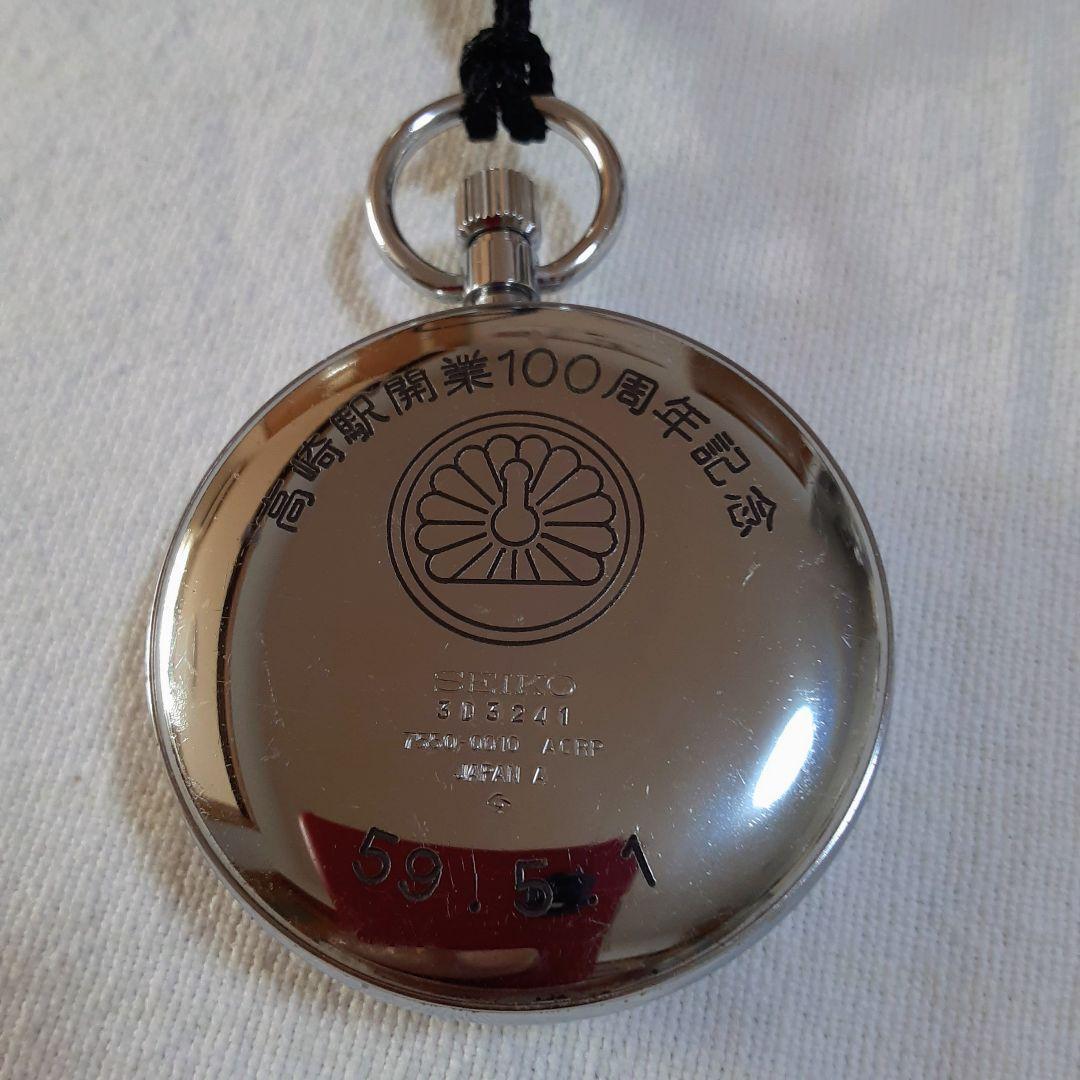 高崎駅開業100周年記念
SEIKO
3D3241
7550-0010 ACRP
JAPAN A
59.5.1